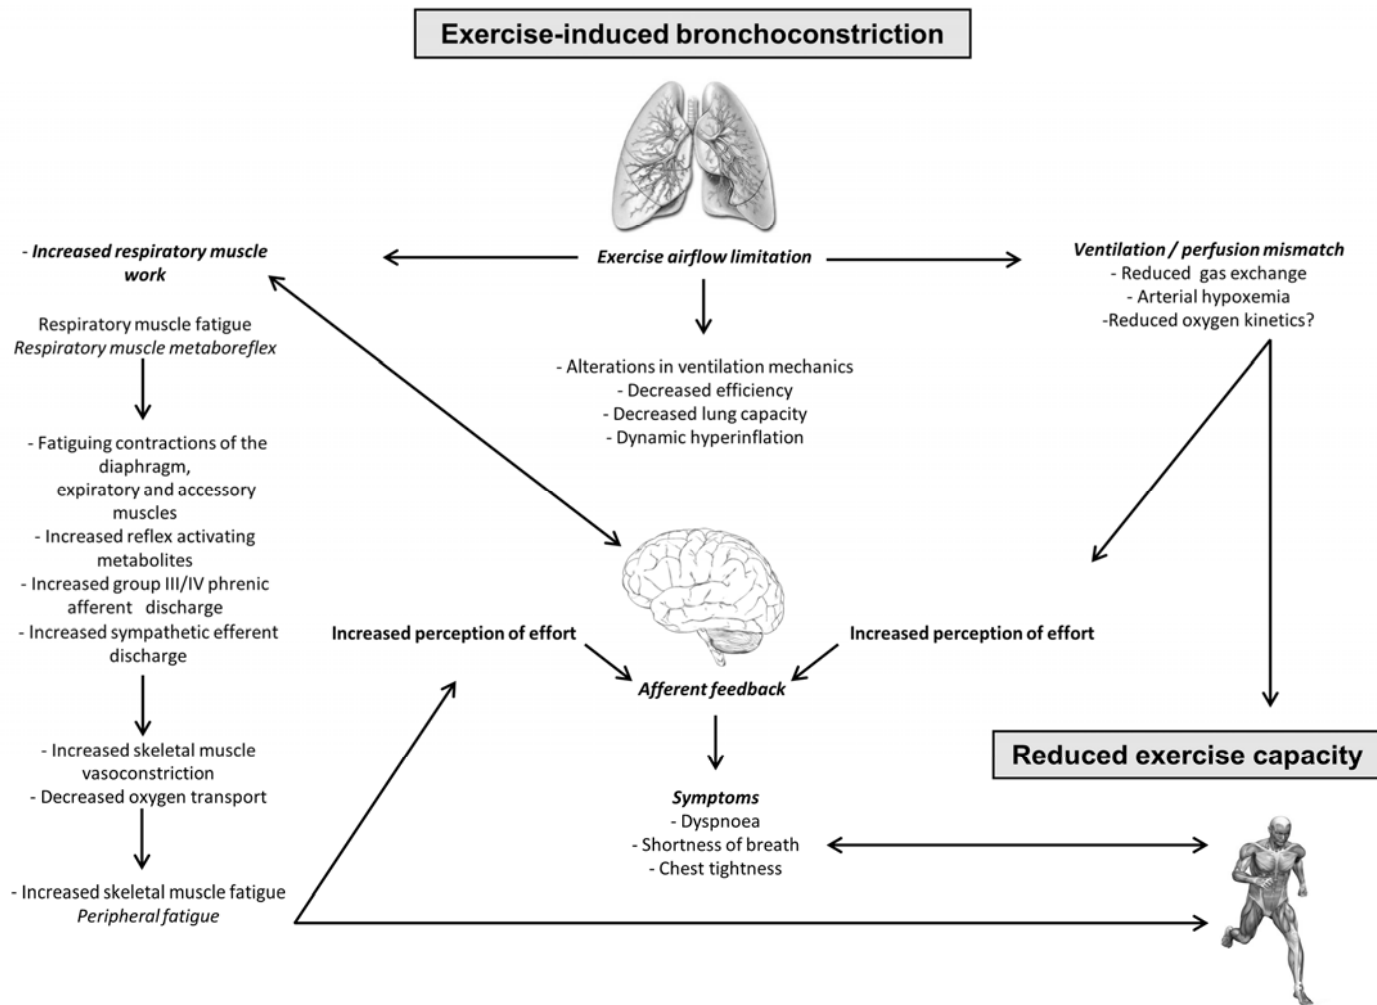 Exercise-induced bronchoconstriction
- Increased respiratory muscle
work
Respiratory muscle fatigue
Respiratory muscle metaboreflex
- Fatiguing contractions of the
diaphragm,
expiratory and accessory
muscles
- Increased reflex activating
metabolites
- Increased group III/IV phrenic
afferent discharge
- Increased sympathetic efferent
discharge
- Increased skeletal muscle
vasoconstriction
- Decreased oxygen transport
- Increased skeletal muscle fatigue
Peripheral fatigue
Exercise airflow limitation
- Alterations in ventilation mechanics
- Decreased efficiency
- Decreased lung capacity
- Dynamic hyperinflation
Increased perception of effort
Increased perception of effort
Afferent feedback
Symptoms
- Dyspnoea
- Shortness of breath
- Chest tightness
Ventilation / perfusion mismatch
- Reduced gas exchange
- Arterial hypoxemia
-Reduced oxygen kinetics?
Reduced exercise capacity